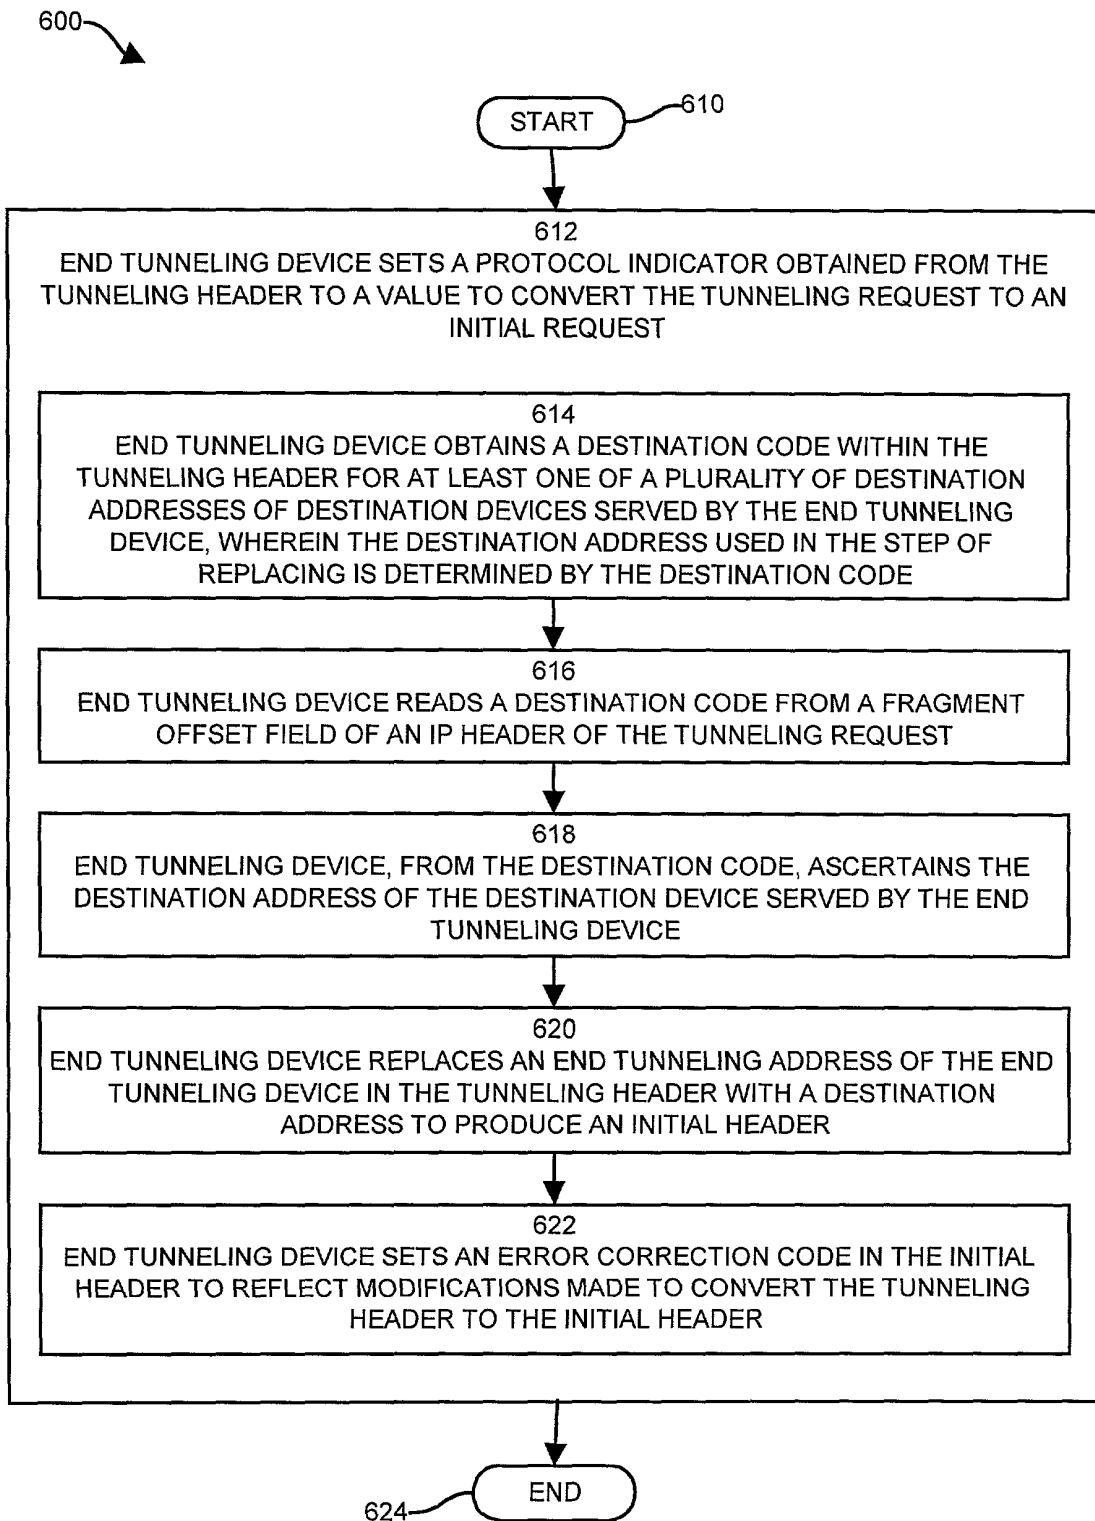 600
START
610
612
END TUNNELING DEVICE SETS A PROTOCOL INDICATOR OBTAINED FROM THE
TUNNELING HEADER TO A VALUE TO CONVERT THE TUNNELING REQUEST TO AN
INITIAL REQUEST
614
END TUNNELING DEVICE OBTAINS A DESTINATION CODE WITHIN THE
TUNNELING HEADER FOR AT LEAST ONE OF A PLURALITY OF DESTINATION
ADDRESSES OF DESTINATION DEVICES SERVED BY THE END TUNNELING
DEVICE, WHEREIN THE DESTINATION ADDRESS USED IN THE STEP OF
REPLACING IS DETERMINED BY THE DESTINATION CODE
616
END TUNNELING DEVICE READS A DESTINATION CODE FROM A FRAGMENT
OFFSET FIELD OF AN IP HEADER OF THE TUNNELING REQUEST
618
END TUNNELING DEVICE, FROM THE DESTINATION CODE, ASCERTAINS THE
DESTINATION ADDRESS OF THE DESTINATION DEVICE SERVED BY THE END
TUNNELING DEVICE
620
END TUNNELING DEVICE REPLACES AN END TUNNELING ADDRESS OF THE END
TUNNELING DEVICE IN THE TUNNELING HEADER WITH A DESTINATION
ADDRESS TO PRODUCE AN INITIAL HEADER
622
END TUNNELING DEVICE SETS AN ERROR CORRECTION CODE IN THE INITIAL
HEADER TO REFLECT MODIFICATIONS MADE TO CONVERT THE TUNNELING
HEADER TO THE INITIAL HEADER
END
624